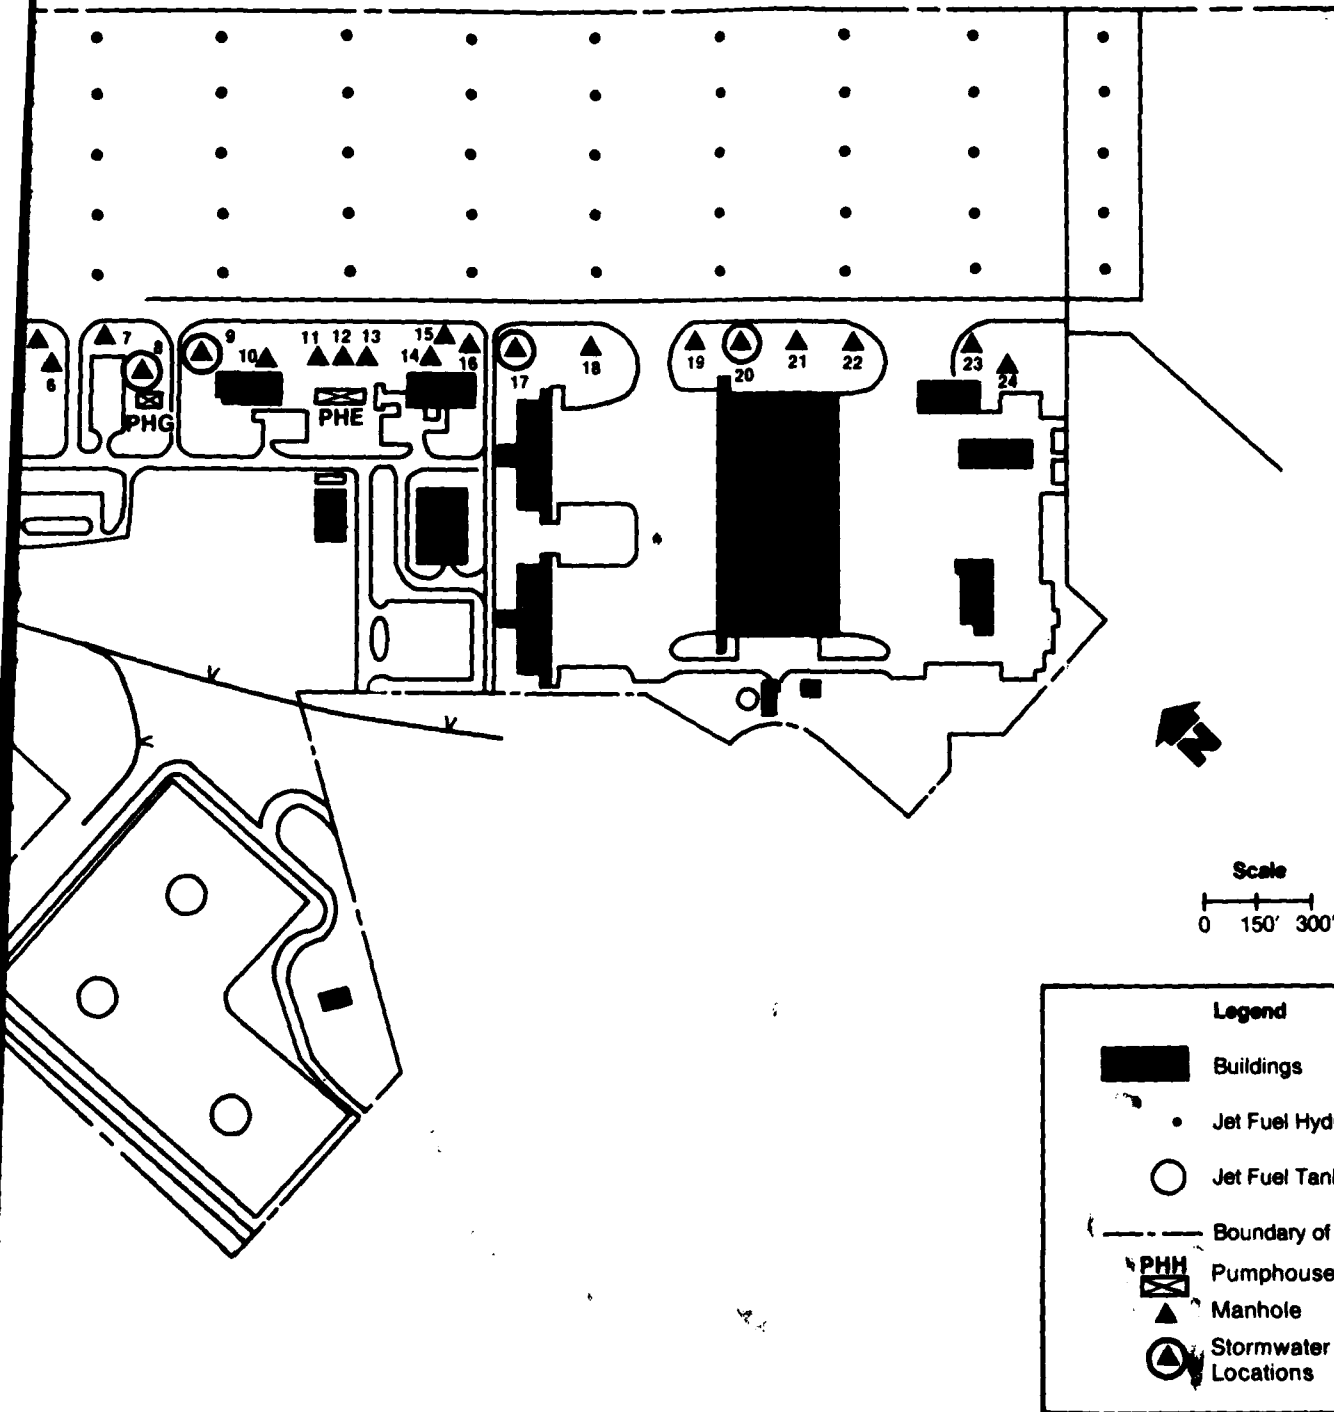 7
8
9
10
11
12
13
14
15
16
6
17
18
19
20
21
22
23
24
PHG
PHE
N
Scale
0 150' 300'
Legend
Buildings
Jet Fuel Hyd
Jet Fuel Tan
Boundary of
PHH
Pumphouse
Manhole
Stormwater
Locations